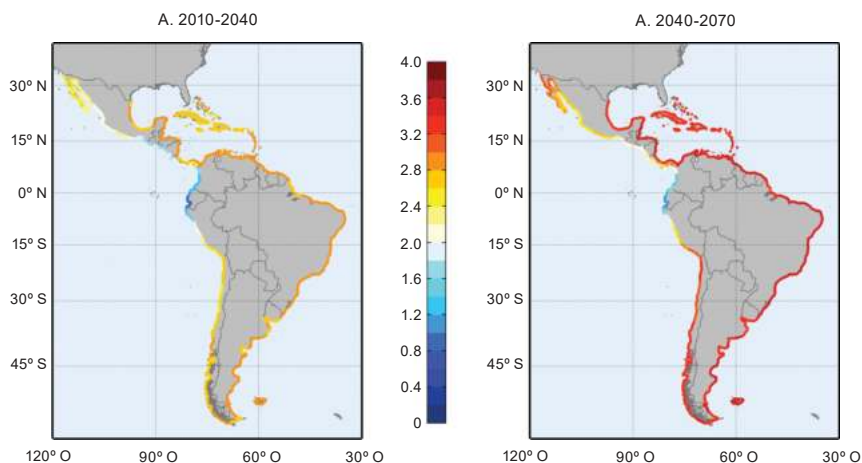 A. 2010-2040
A. 2040-2070
30º N
15º N
0º N
15º S
30º S
45º S
120º O
90º O
60º O
30º O
4.0
3.6
3.2
2.8
2.4
2.0
1.6
1.2
0.8
0.4
0
30º N
15º N
0º N
15º S
30º S
45º S
120º O
90º O
60º O
30º O